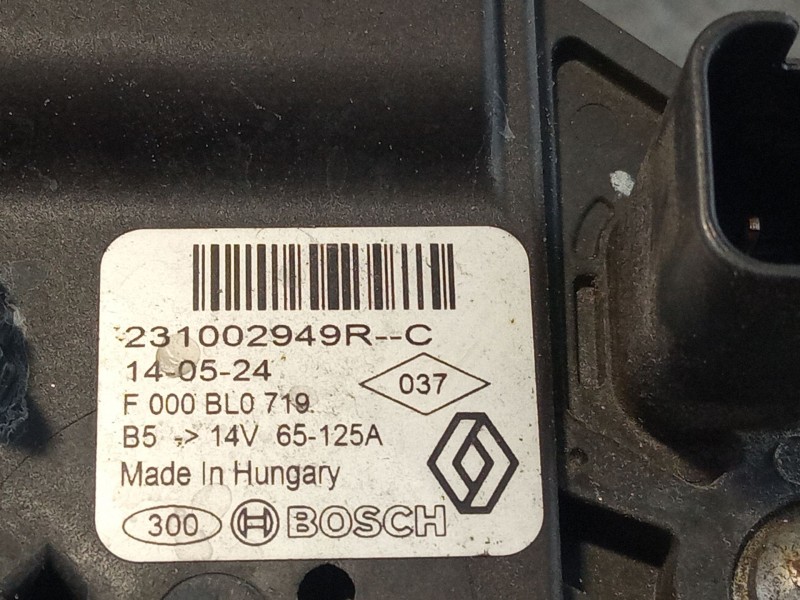 231002949R--C
14-05-24
037
F 000 BL0 719
B5 -> 14V 65-125A
Made In Hungary
300 BOSCH